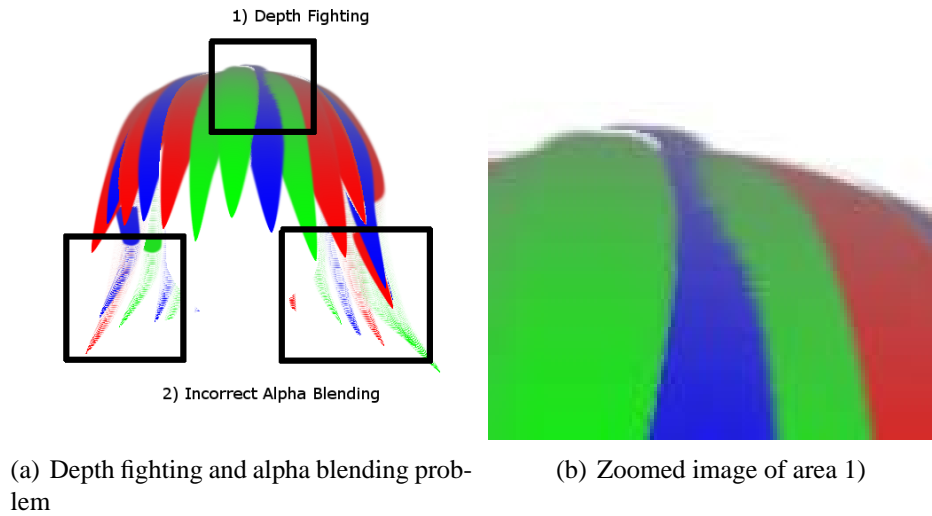 1) Depth Fighting
2) Incorrect Alpha Blending
(a) Depth fighting and alpha blending prob-
lem
(b) Zoomed image of area 1)